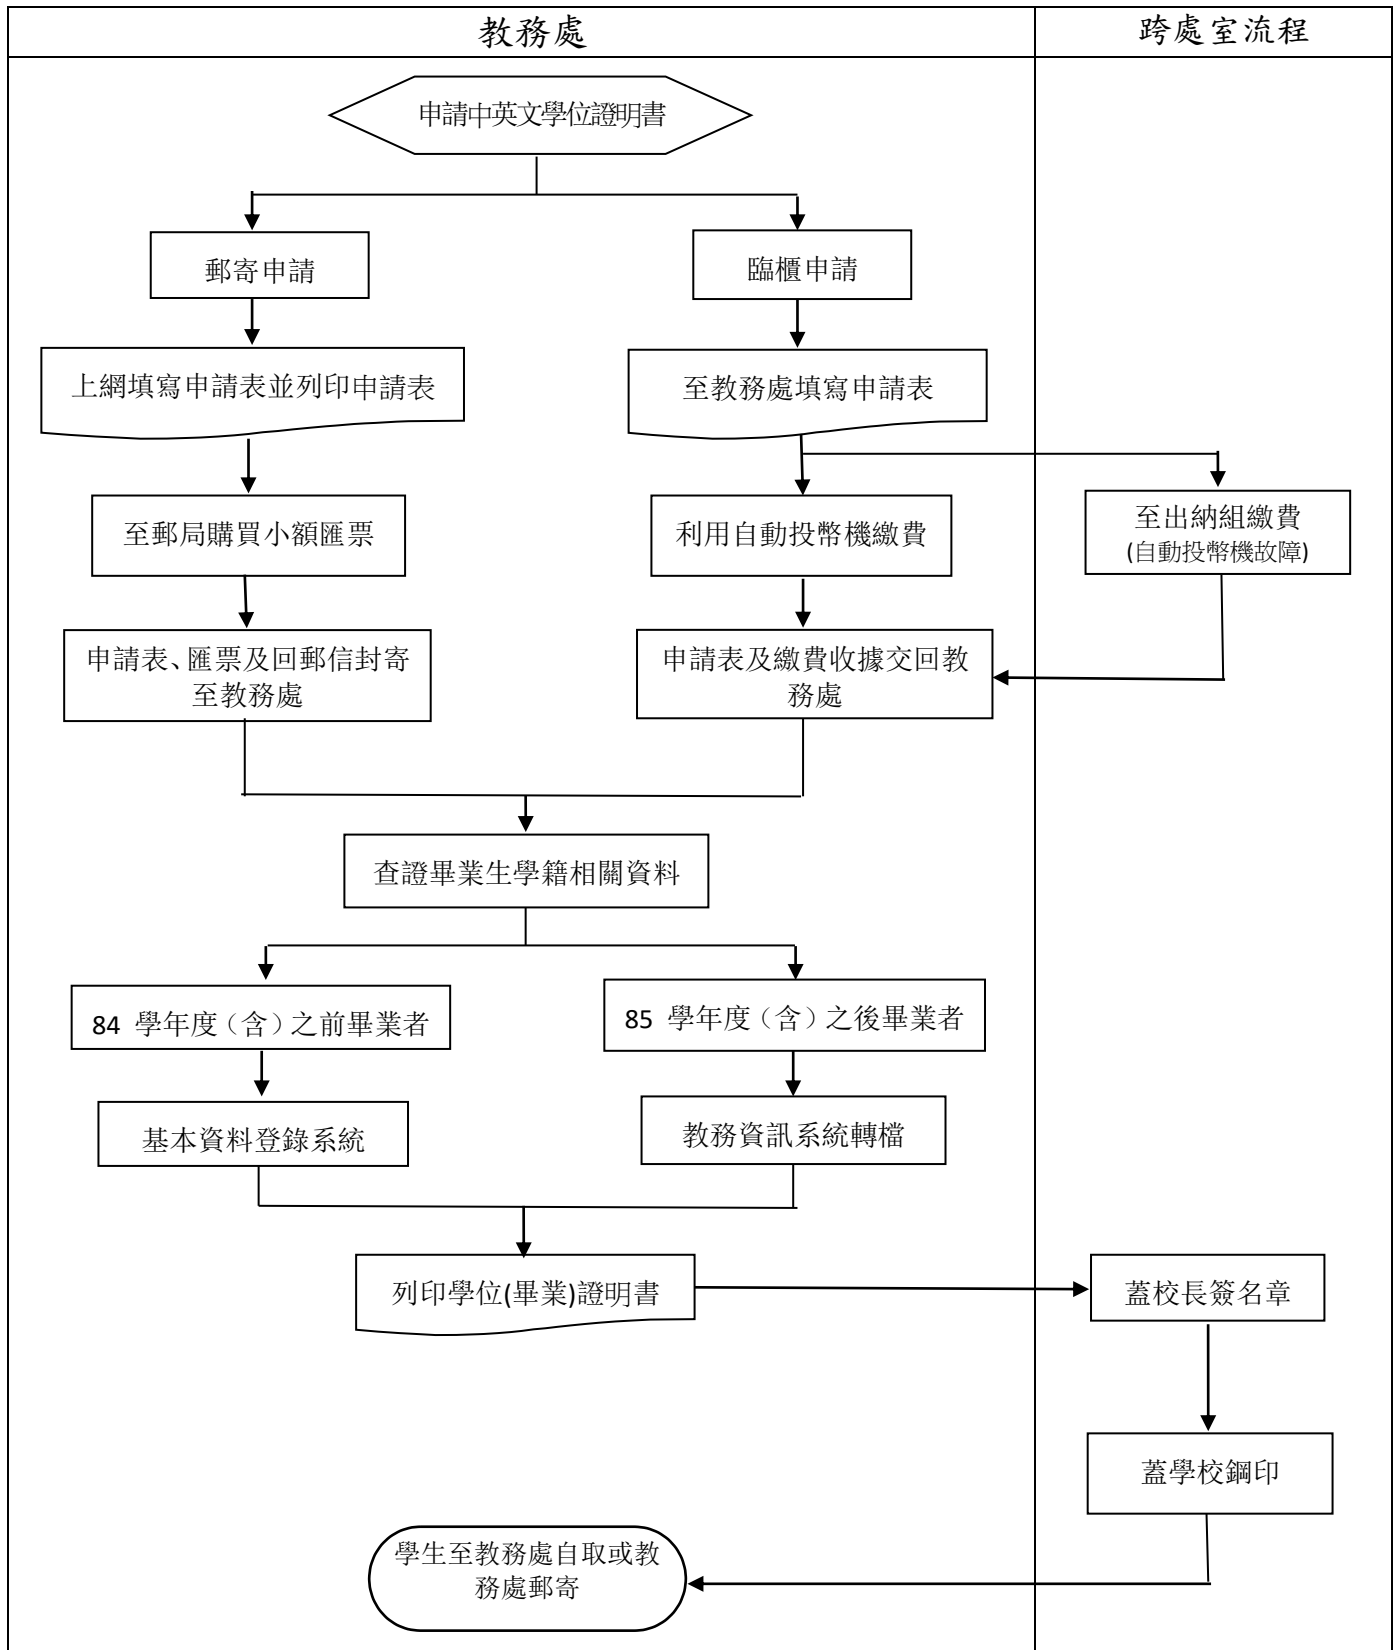 教務處
跨處室流程
申請中英文學位證明書
郵寄申請
臨櫃申請
上網填寫申請表並列印申請表
至教務處填寫申請表
至郵局購買小額匯票
利用自動投幣機繳費
至出納組繳費
(自動投幣機故障)
申請表、匯票及回郵信封寄
至教務處
申請表及繳費收據交回教
務處
查證畢業生學籍相關資料
84 學年度（含）之前畢業者
85 學年度（含）之後畢業者
基本資料登錄系統
教務資訊系統轉檔
列印學位(畢業)證明書
蓋校長簽名章
蓋學校鋼印
學生至教務處自取或教
務處郵寄